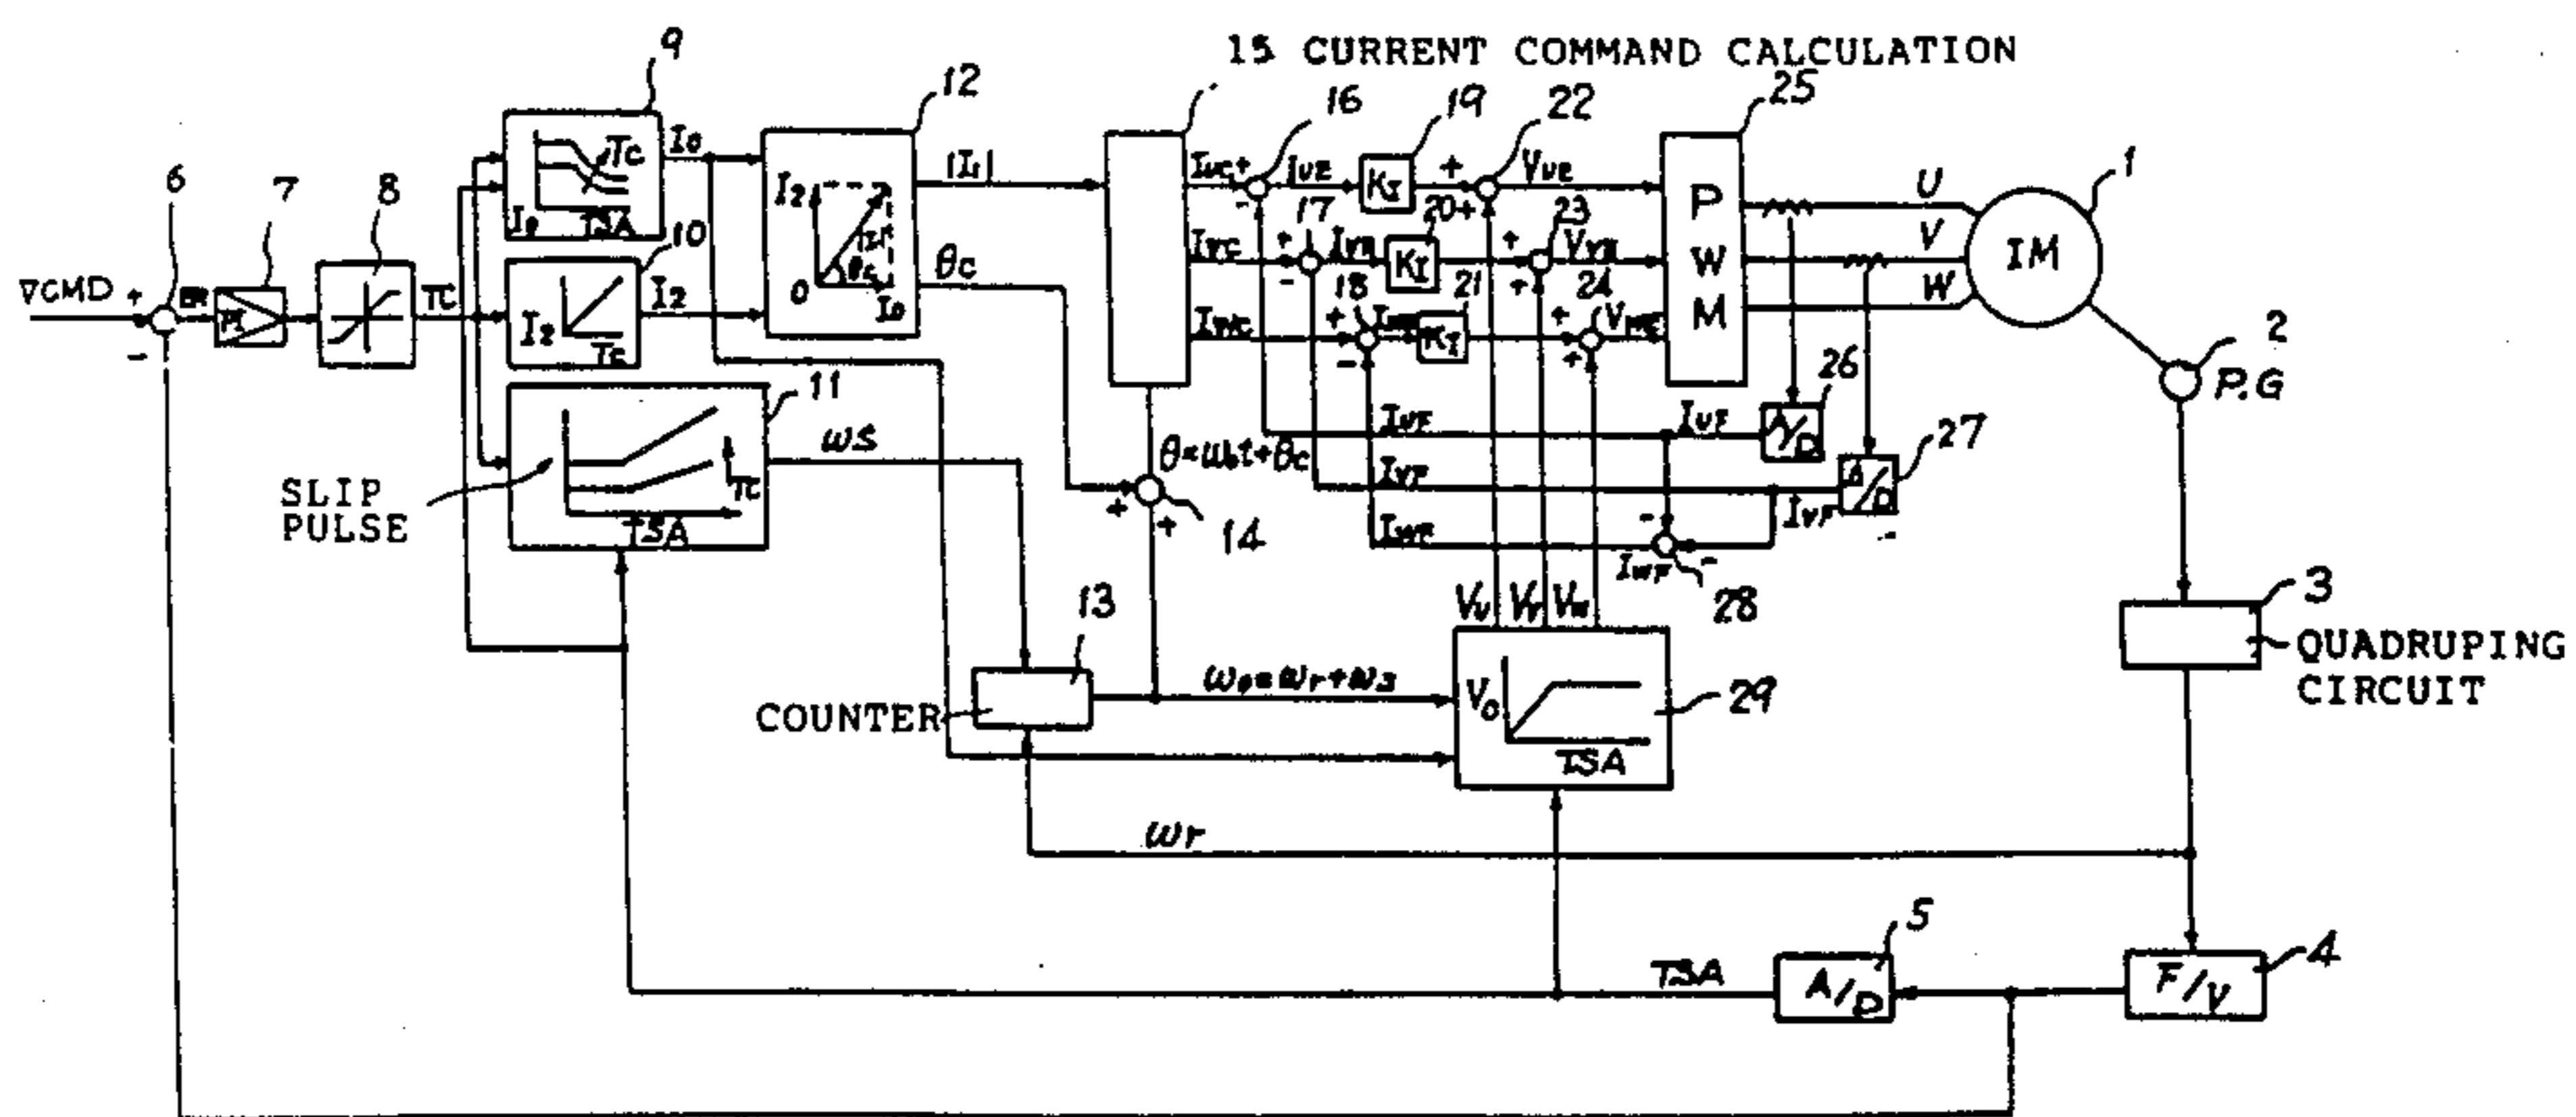 15 CURRENT COMMAND CALCULATION
9
12
16
19
22
25
1
6
7
8
I0
Tc
I0
TSA
10
I2
|I1|
θc
0
I0
|I1|
θc
IUC
+
-
IUE
KI
+
+
VUE
P
W
M
U
V
W
IM
VCMD
+
-
ER
PI
TC
I2
Tc
I2
IVC
+
-
17
IVE
KI
20
+
+
23
VVE
IWC
+
-
18
IWE
KI
21
+
+
24
VWE
2
P.G
11
SLIP
PULSE
TC
TSA
ωs
θ=ω0t+θc
+
+
14
IUF
IUF
A/D
26
IVF
IVF
A/D
27
-
-
IWF
IWF
28
VU
VV
VW
13
COUNTER
ω0=ωr+ωs
V0
TSA
29
3
QUADRUPING
CIRCUIT
ωr
TSA
A/D
5
F/V
4